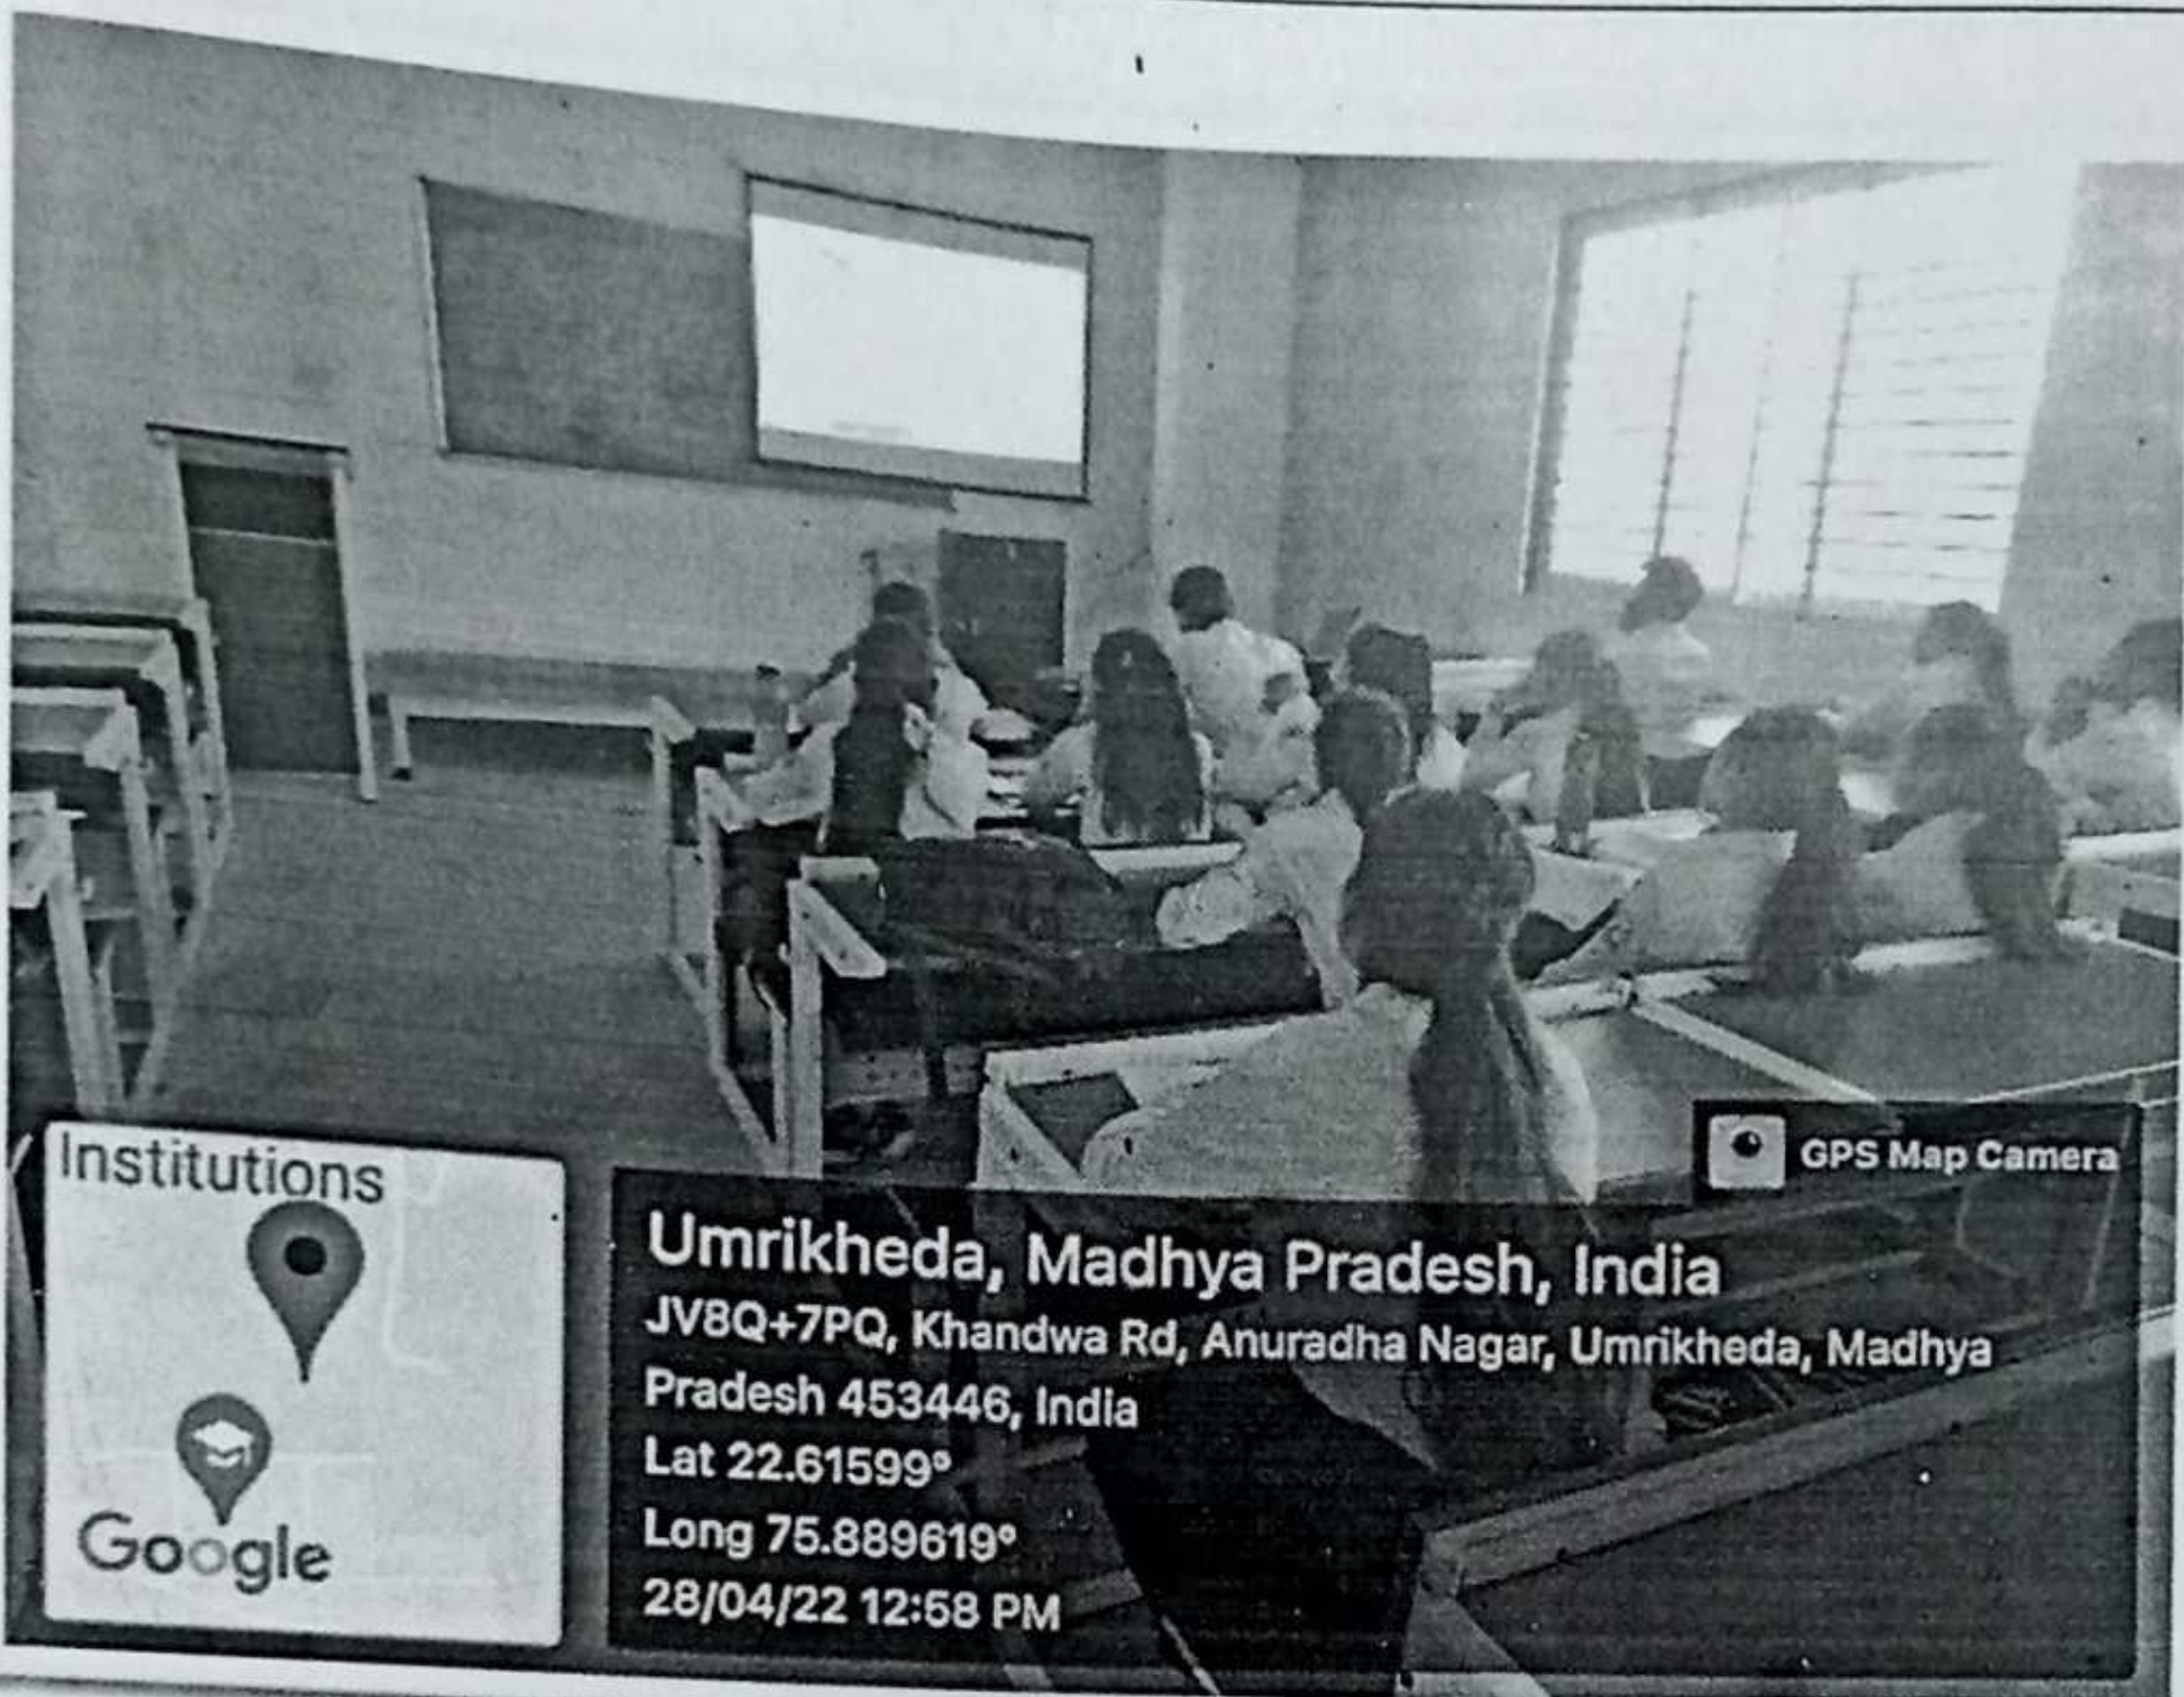 GPS Map Camera
Institutions
Google
Umrikheda, Madhya Pradesh, India
JV8Q+7PQ, Khandwa Rd, Anuradha Nagar, Umrikheda, Madhya
Pradesh 453446, India
Lat 22.61599°
Long 75.889619°
28/04/22 12:58 PM